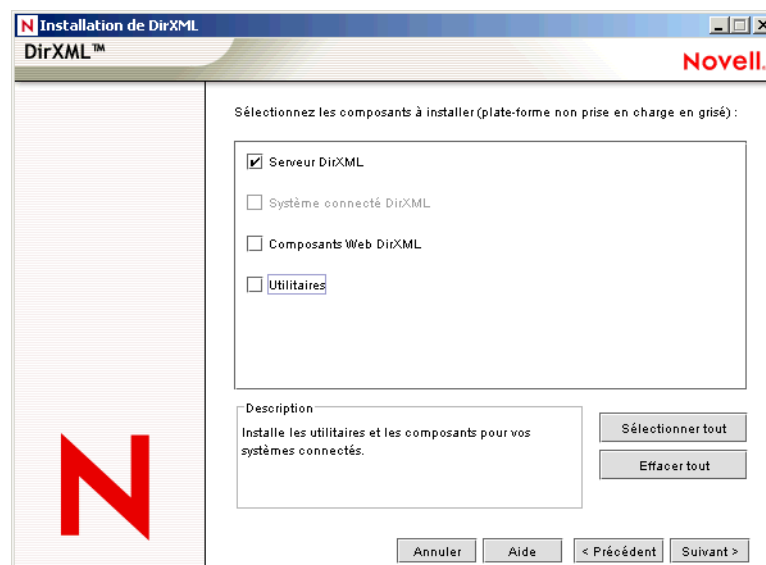 N Installation de DirXML
DirXML™
Novell.
Sélectionnez les composants à installer (plate-forme non prise en charge en grisé) :
Serveur DirXML
Système connecté DirXML
Composants Web DirXML
Utilitaires
Description
Installe les utilitaires et les composants pour vos
systèmes connectés.
Sélectionner tout
Effacer tout
N
Annuler
Aide
< Précédent
Suivant >